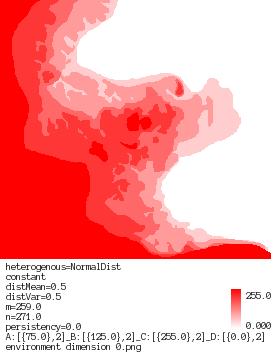 heterogenous=NormalDist
constant
distMean=0.5
distVar=0.5
m=259.0
n=271.0
persistency=0.0
A:[{75.0},2]_B:[{125.0},2]_C:[{255.0},2]_D:[{0.0},2]
environment dimension 0.png
255.0
0.000